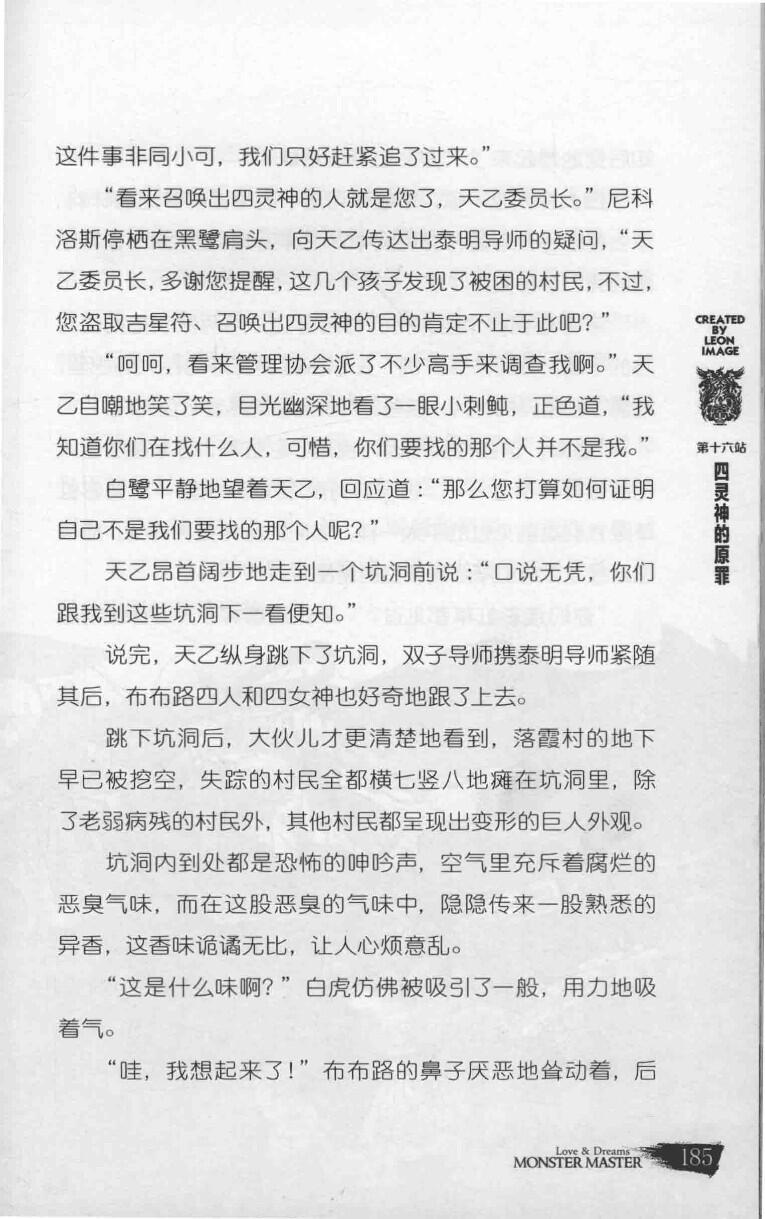 这件事非同小可，我们只好赶紧追了过来。”
“看来召唤出四灵神的人就是您了，天乙委员长。”尼科
洛斯停栖在黑鹭肩头，向天乙传达出泰明导师的疑问，“天
乙委员长，多谢您提醒，这几个孩子发现了被困的村民，不过，
您盗取吉星符、召唤出四灵神的目的肯定不止于此吧？”
“呵呵，看来管理协会派了不少高手来调查我啊。”天
乙自嘲地笑了笑，目光幽深地看了一眼小刺鲀，正色道，“我
知道你们在找什么人，可惜，你们要找的那个人并不是我。”
白鹭平静地望着天乙，回应道：“那么您打算如何证明
自己不是我们要找的那个人呢？”
天乙昂首阔步地走到一个坑洞前说：“口说无凭，你们
跟我到这些坑洞下一看便知。”
说完，天乙纵身跳下了坑洞，双子导师携泰明导师紧随
其后，布布路四人和四女神也好奇地跟了上去。
跳下坑洞后，大伙儿才更清楚地看到，落霞村的地下
早已被挖空，失踪的村民全都横七竖八地瘫在坑洞里，除
了老弱病残的村民外，其他村民都呈现出变形的巨人外观。
坑洞内到处都是恐怖的呻吟声，空气里充斥着腐烂的
恶臭气味，而在这股恶臭的气味中，隐隐传来一股熟悉的
异香，这香味诡谲无比，让人心烦意乱。
“这是什么味啊？”白虎仿佛被吸引了一般，用力地吸
着气。
“哇，我想起来了！”布布路的鼻子厌恶地耸动着，后
CREATED
BY
LEON
IMAGE
第十六站
四灵神的原罪
Love & Dreams
MONSTER MASTER
185